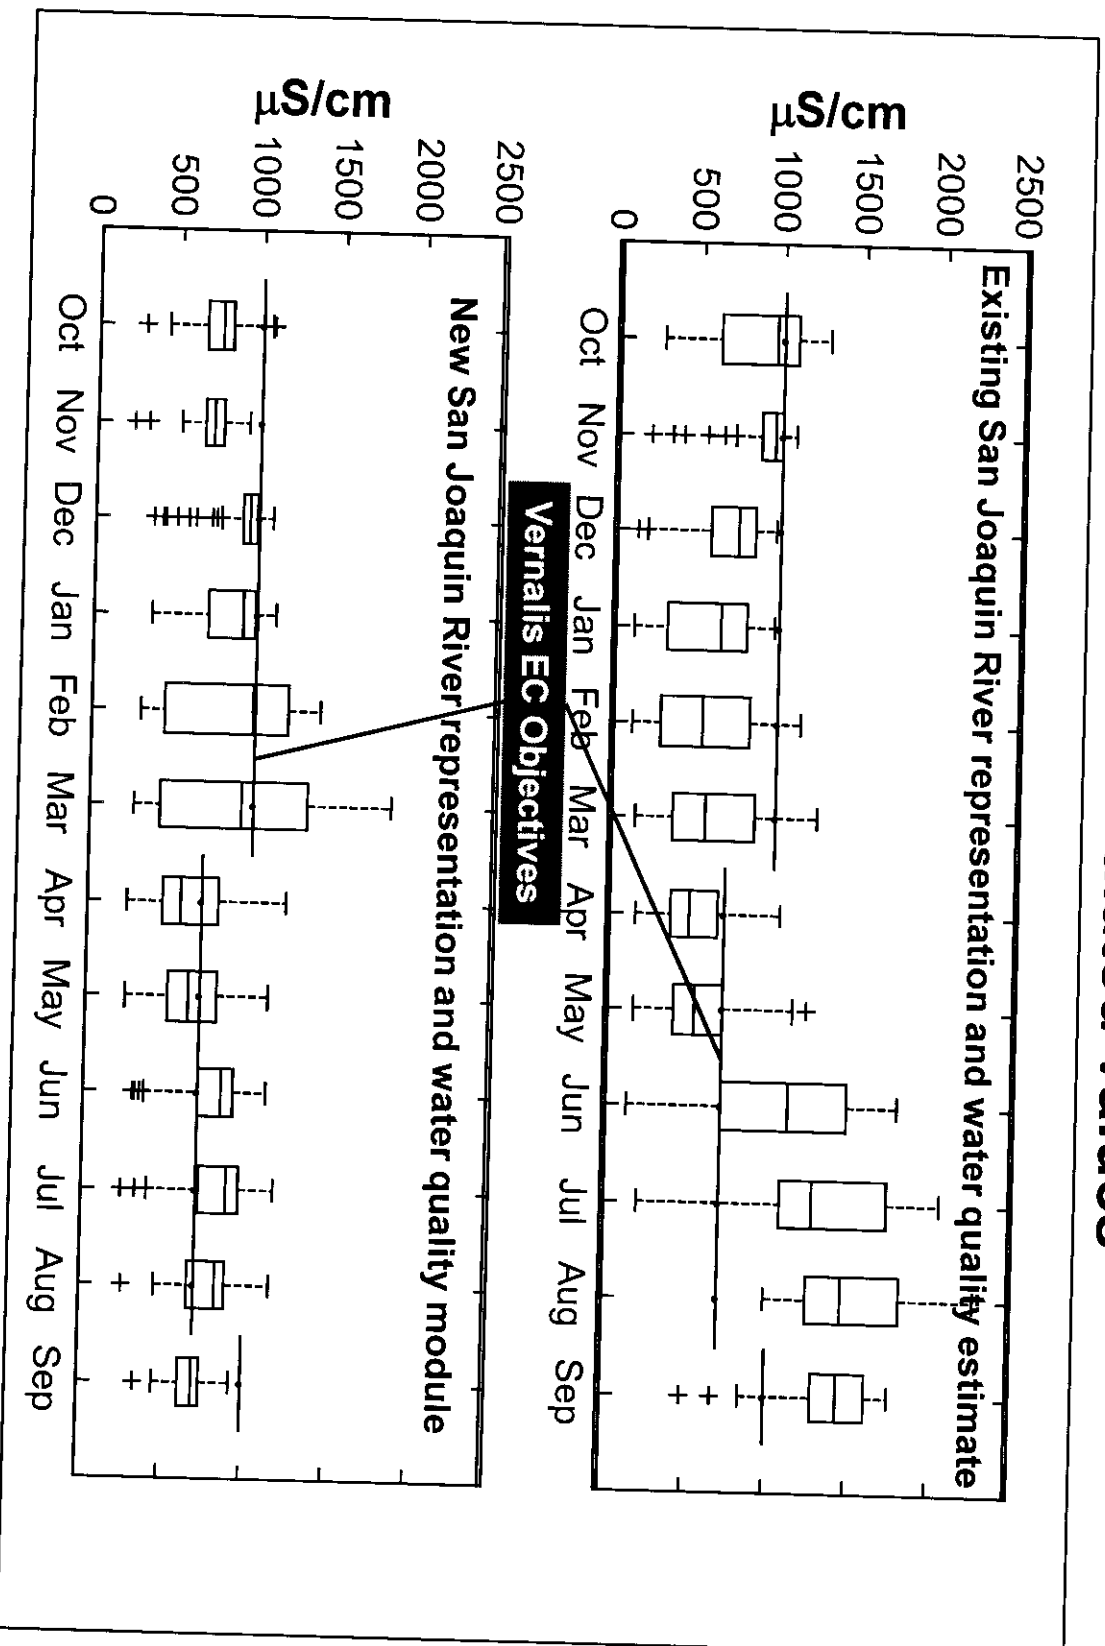 Existing San Joaquin River representation and water quality estimate
μS/cm
2500
2000
1500
1000
500
0
Oct Nov Dec Jan Feb Mar Apr May Jun Jul Aug Sep
Vernalis EC Objectives
New San Joaquin River representation and water quality module
μS/cm
2500
2000
1500
1000
500
0
Oct Nov Dec Jan Feb Mar Apr May Jun Jul Aug Sep